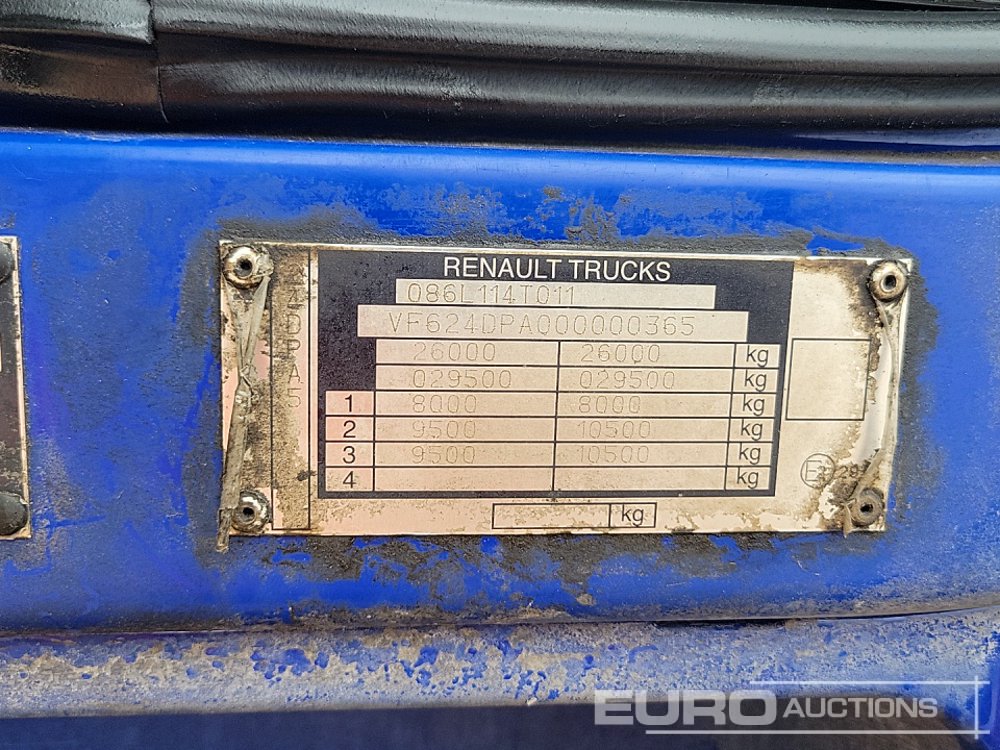 RENAULT TRUCKS
086L114T011
VF624DPA000000365
26000 26000 kg
029500 029500 kg
1 8000 8000 kg
2 9500 10500 kg
3 9500 10500 kg
4 kg
kg
4DPA5
E
EURO AUCTIONS